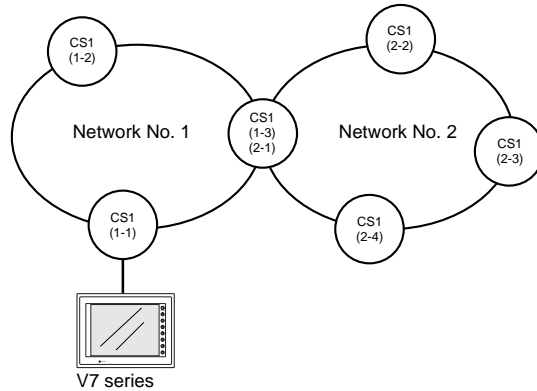 CS1
(1-2)
CS1
(2-2)
Network No. 1
CS1
(1-3)
(2-1)
Network No. 2
CS1
(2-3)
CS1
(1-1)
CS1
(2-4)
V7 series